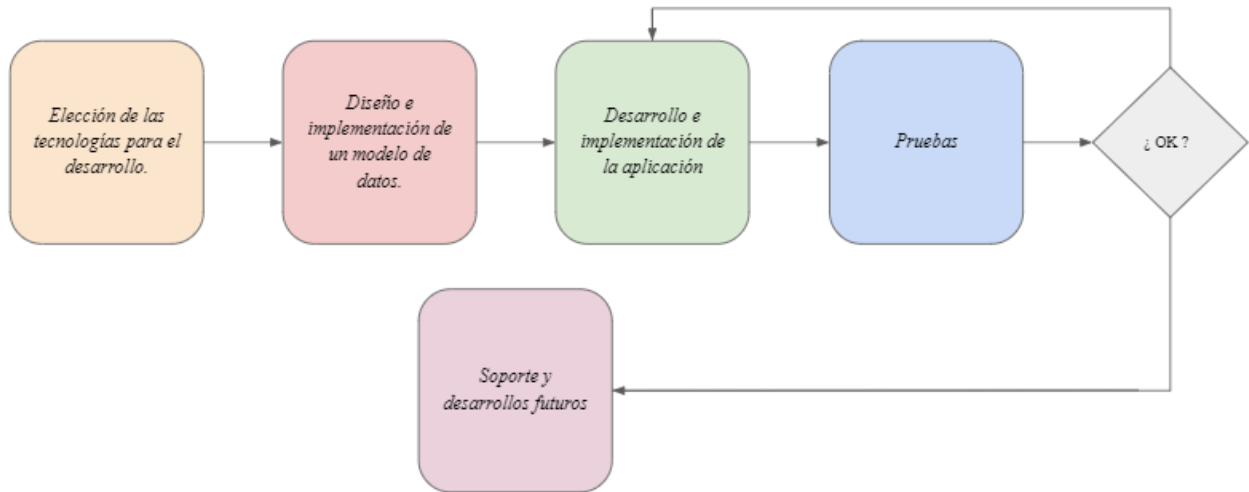 Elección de las
tecnologías para el
desarrollo.
Diseño e
implementación de
un modelo de
datos.
Desarrollo e
implementación de
la aplicación
Pruebas
¿ OK ?
Soporte y
desarrollos futuros